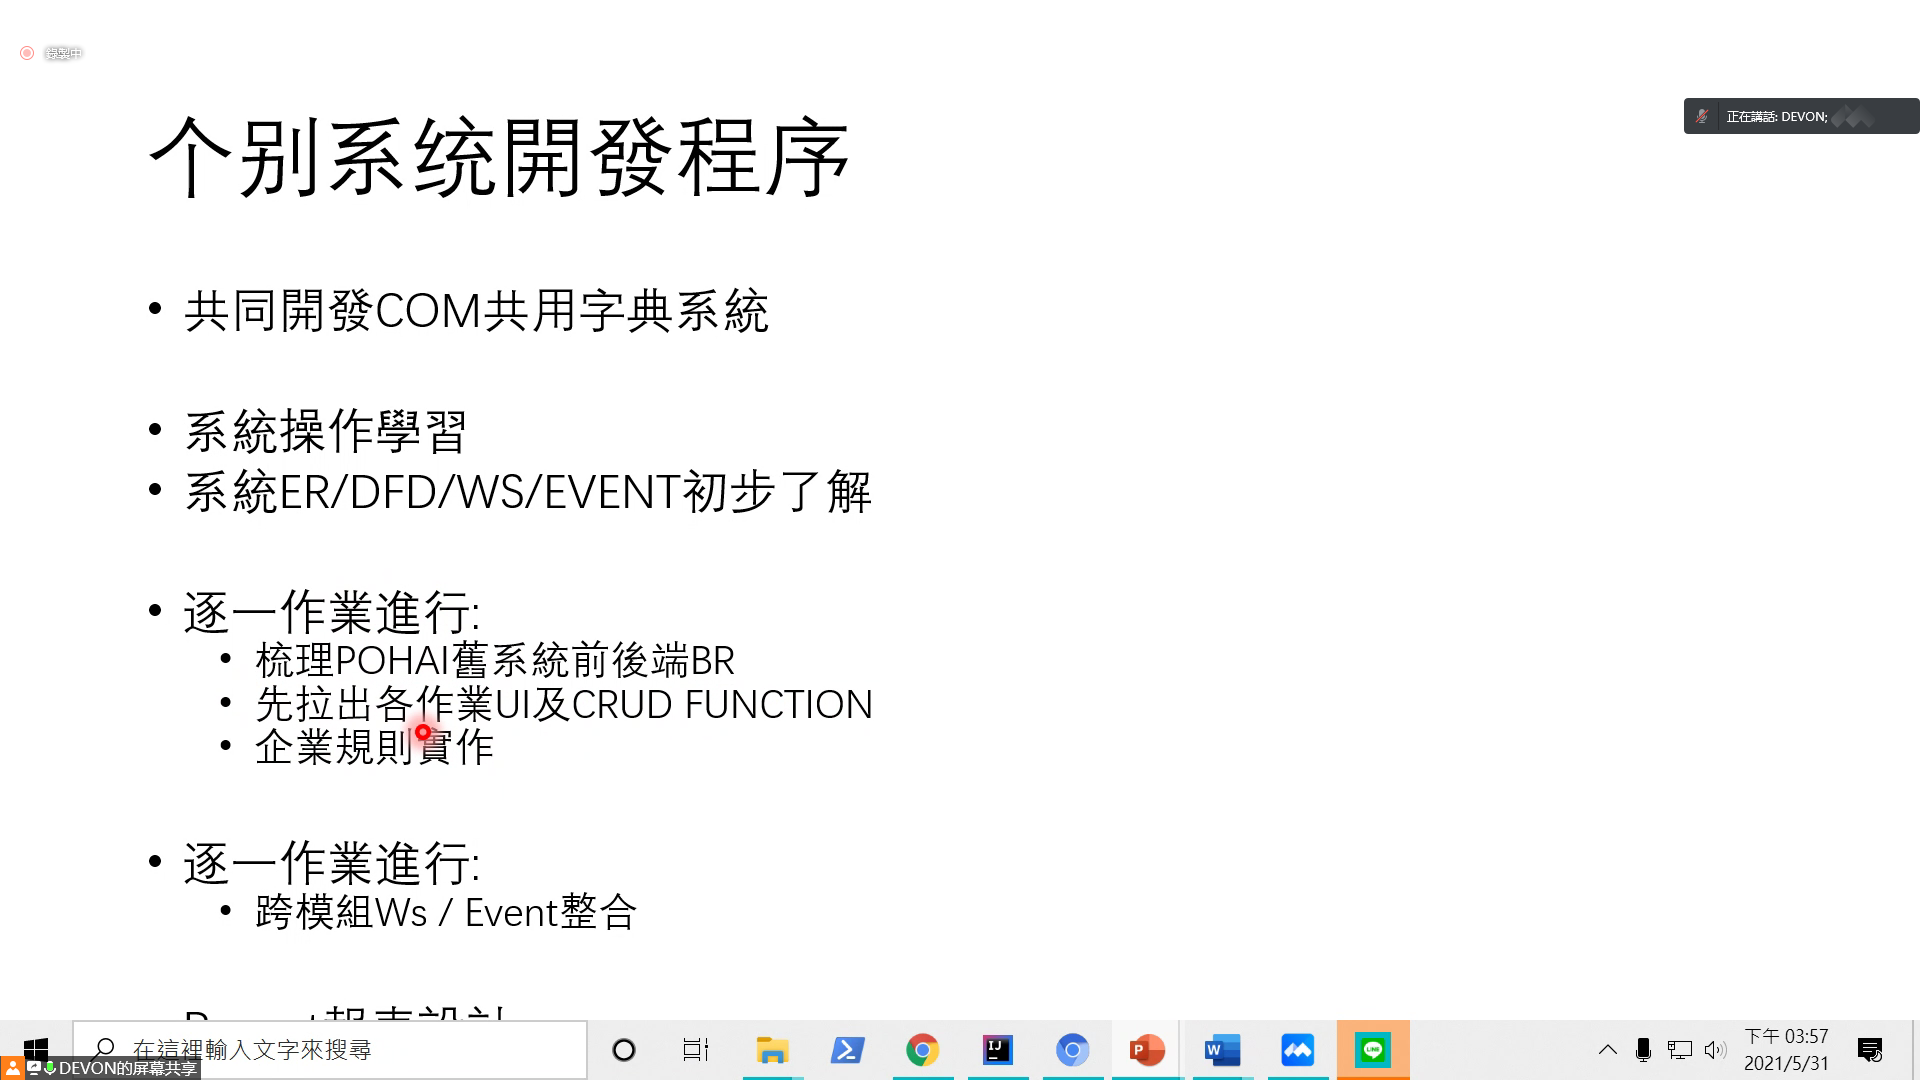 錄製中
正在講話: DEVON;
个别系统開發程序
• 共同開發COM共用字典系統
• 系統操作學習
• 系統ER/DFD/WS/EVENT初步了解
• 逐一作業進行:
• 梳理POHAI舊系統前後端BR
• 先拉出各作業UI及CRUD FUNCTION
• 企業規則實作
• 逐一作業進行:
• 跨模組Ws / Event整合
在這裡輸入文字來搜尋
下午 03:57
2021/5/31
DEVON的屏幕共享